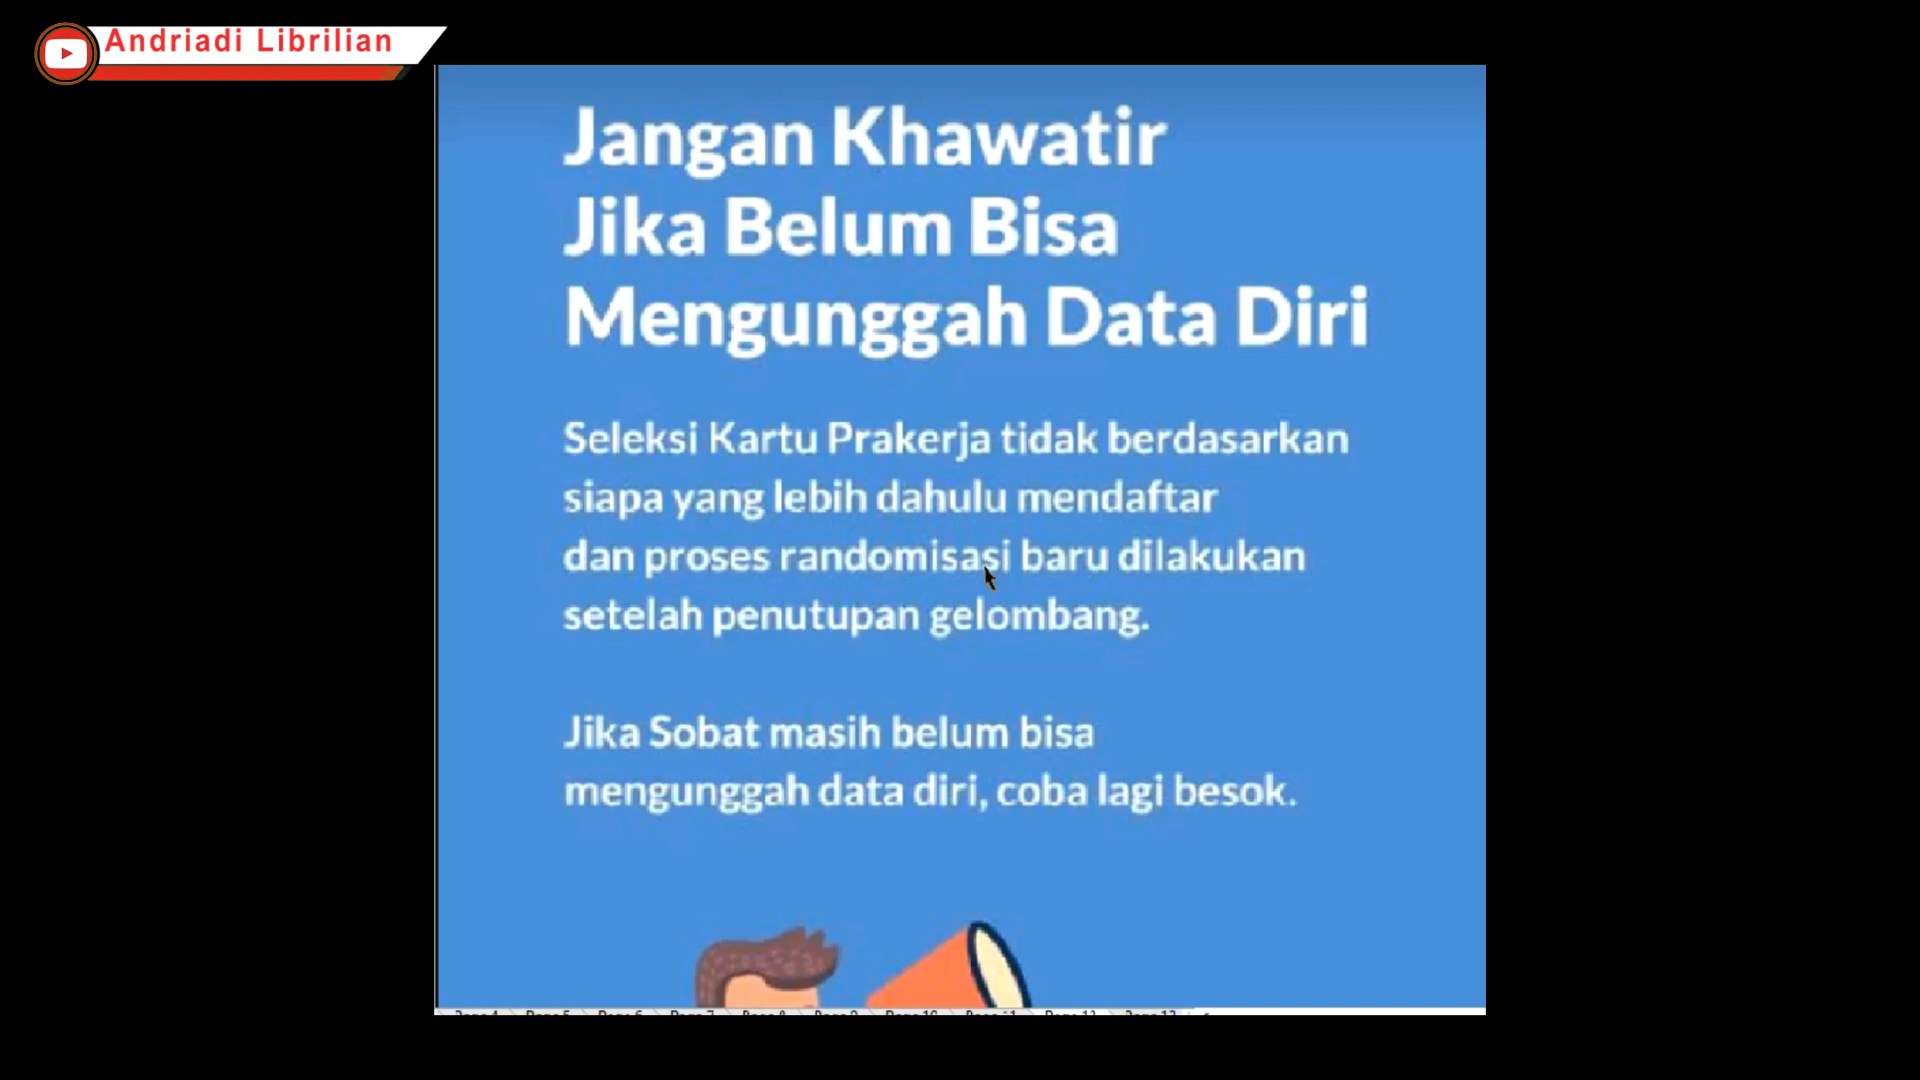 Andriadi Librilian
Jangan Khawatir
Jika Belum Bisa
Mengunggah Data Diri
Seleksi Kartu Prakerja tidak berdasarkan
siapa yang lebih dahulu mendaftar
dan proses randomisasi baru dilakukan
setelah penutupan gelombang.
Jika Sobat masih belum bisa
mengunggah data diri, coba lagi besok.